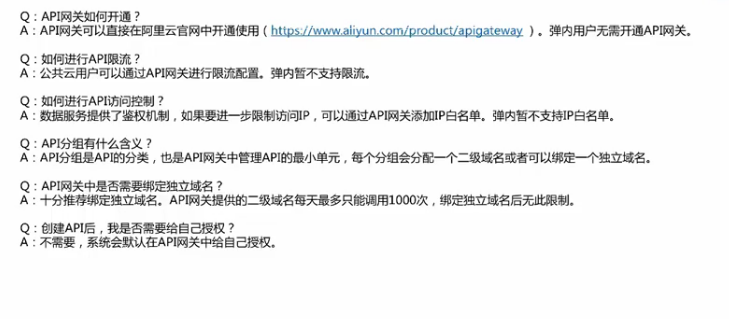 Q：API网关如何开通？
A：API网关可以直接在阿里云官网中开通使用（https://www.aliyun.com/product/apigateway ）。弹内用户无需开通API网关。
Q：如何进行API限流？
A：公共云用户可以通过API网关进行限流配置。弹内暂不支持限流。
Q：如何进行API访问控制？
A：数据服务提供了鉴权机制，如果要进一步限制访问IP，可以通过API网关添加IP白名单。弹内暂不支持IP白名单。
Q：API分组有什么含义？
A：API分组是API的分类，也是API网关中管理API的最小单元，每个分组会分配一个二级域名或者可以绑定一个独立域名。
Q：API网关中是否需要绑定独立域名？
A：十分推荐绑定独立域名。API网关提供的二级域名每天最多只能调用1000次，绑定独立域名后无此限制。
Q：创建API后，我是否需要给自己授权？
A：不需要，系统会默认在API网关中给自己授权。